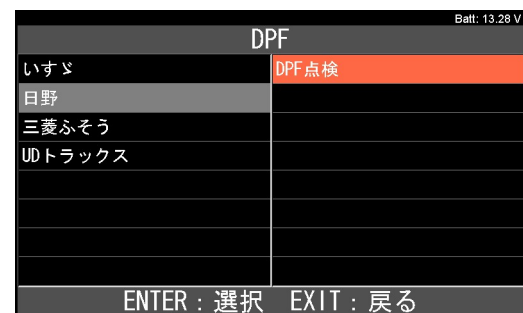 Batt: 13.28 V
DPF
いすゞ
DPF点検
日野
三菱ふそう
UDトラックス
ENTER：選択　EXIT：戻る